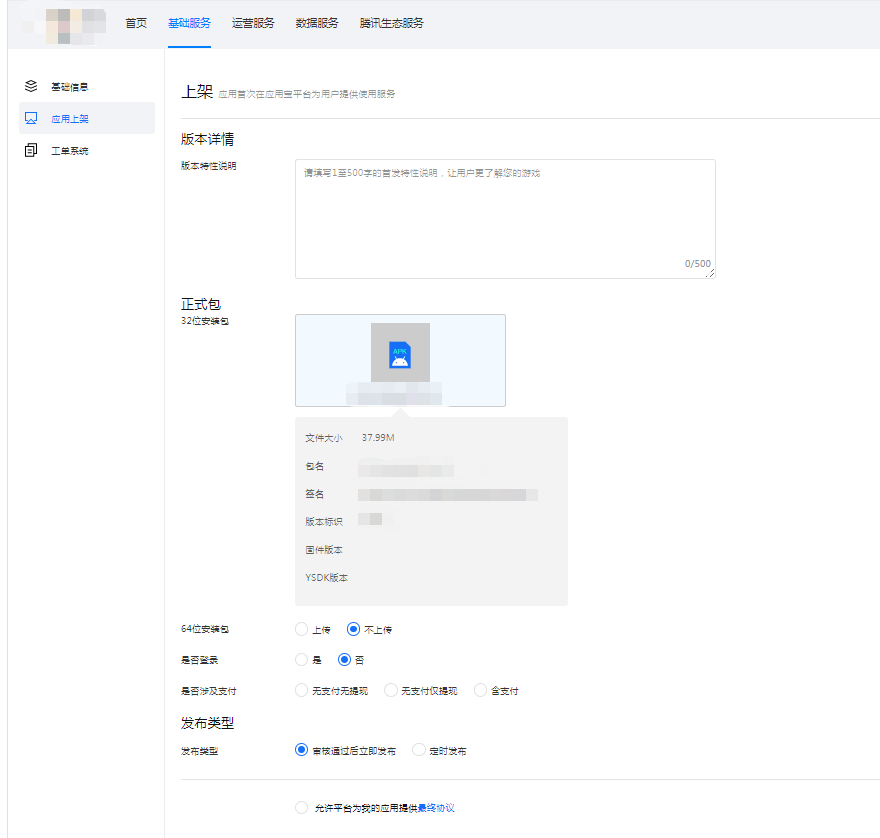 首页 基础服务 运营服务 数据服务 腾讯生态服务
基础信息
应用上架
工单系统
上架 应用首次在应用宝平台为用户提供使用服务
版本详情
版本特性说明
请填写1至500字的首发特性说明，让用户更了解您的游戏
0/500
正式包
32位安装包
APK
文件大小 37.99M
包名
签名
版本标识
固件版本
YSDK版本
64位安装包 上传 不上传
是否登录 是 否
是否涉及支付 无支付无提现 无支付仅提现 含支付
发布类型
发布类型 审核通过后立即发布 定时发布
允许平台为我的应用提供最终协议